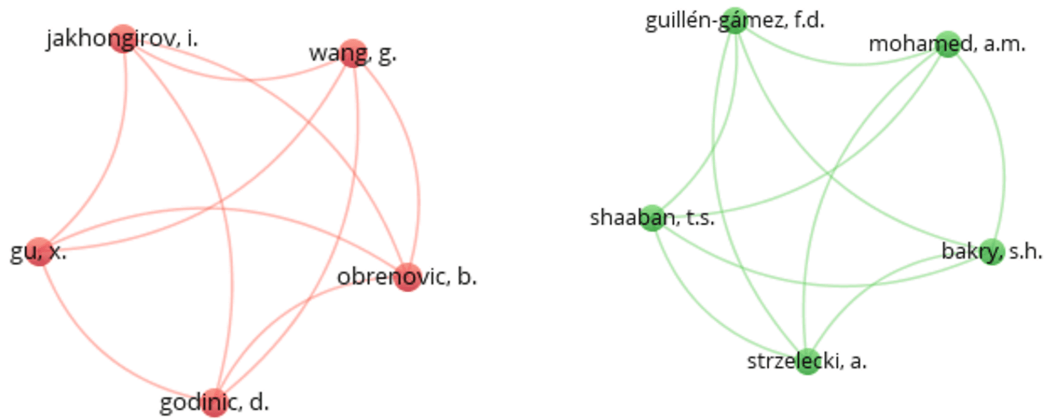 jakhongirov, i.
wang, g.
gu, x.
obrenovic, b.
godinic, d.
guillén-gámez, f.d.
mohamed, a.m.
shaaban, t.s.
bakry, s.h.
strzelecki, a.